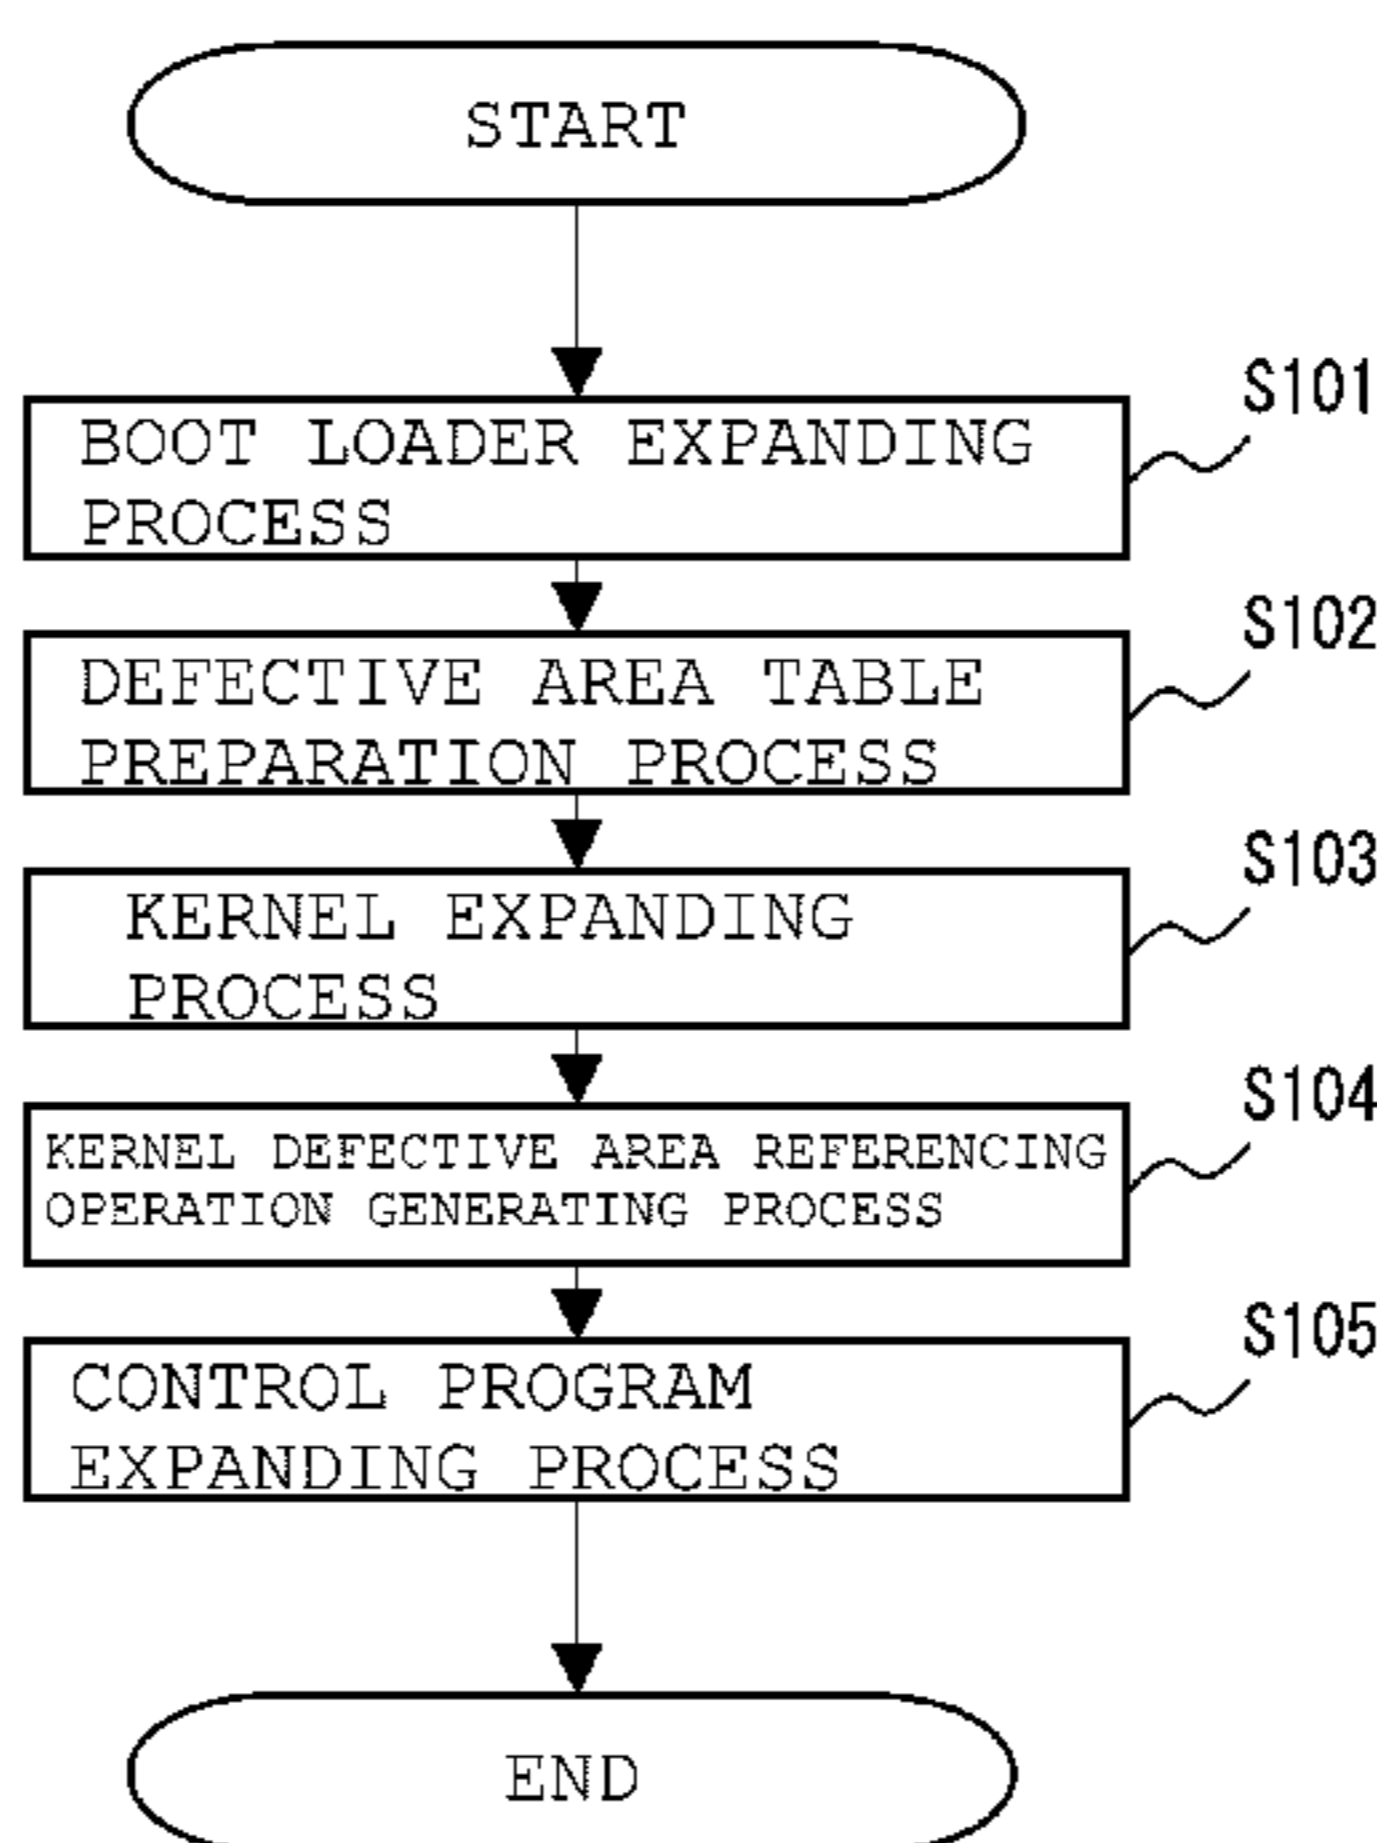 START
S101
BOOT LOADER EXPANDING
PROCESS
S102
DEFECTIVE AREA TABLE
PREPARATION PROCESS
S103
KERNEL EXPANDING
PROCESS
S104
KERNEL DEFECTIVE AREA REFERENCING
OPERATION GENERATING PROCESS
S105
CONTROL PROGRAM
EXPANDING PROCESS
END